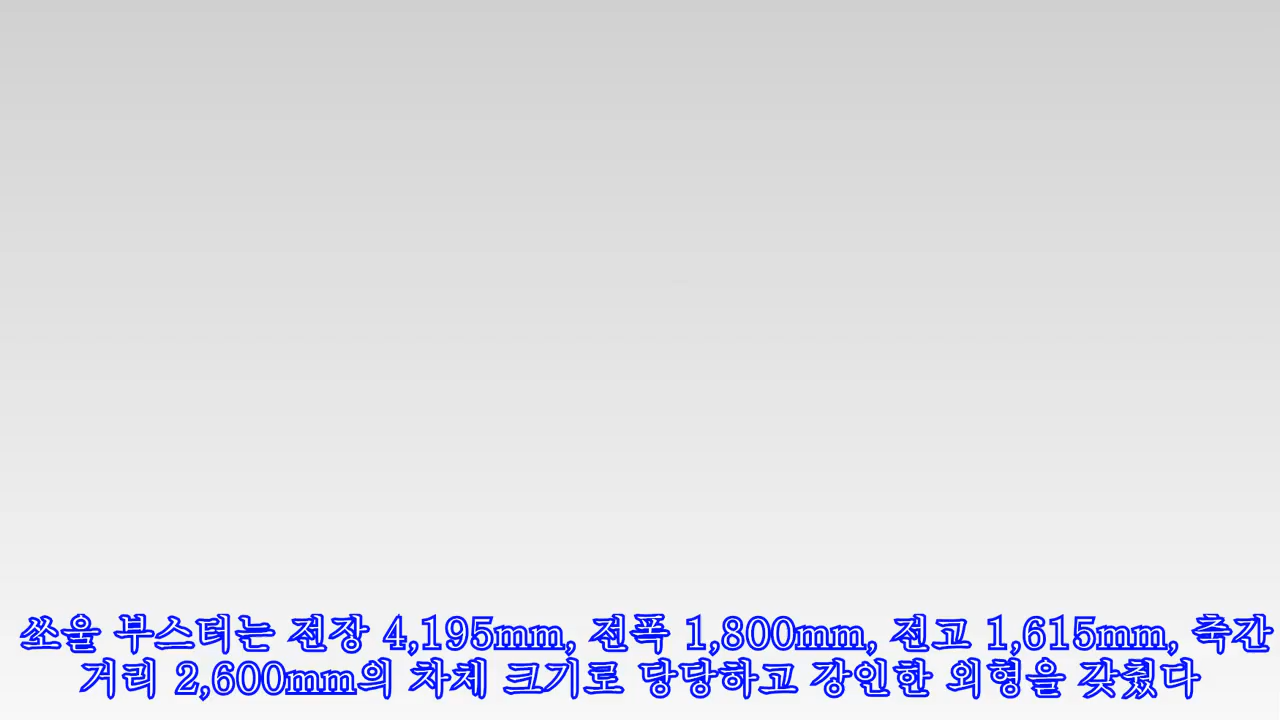 쏘울 부스터는 전장 4,195mm, 전폭 1,800mm, 전고 1,615mm, 축간
거리 2,600mm의 차체 크기로 당당하고 강인한 외형을 갖췄다